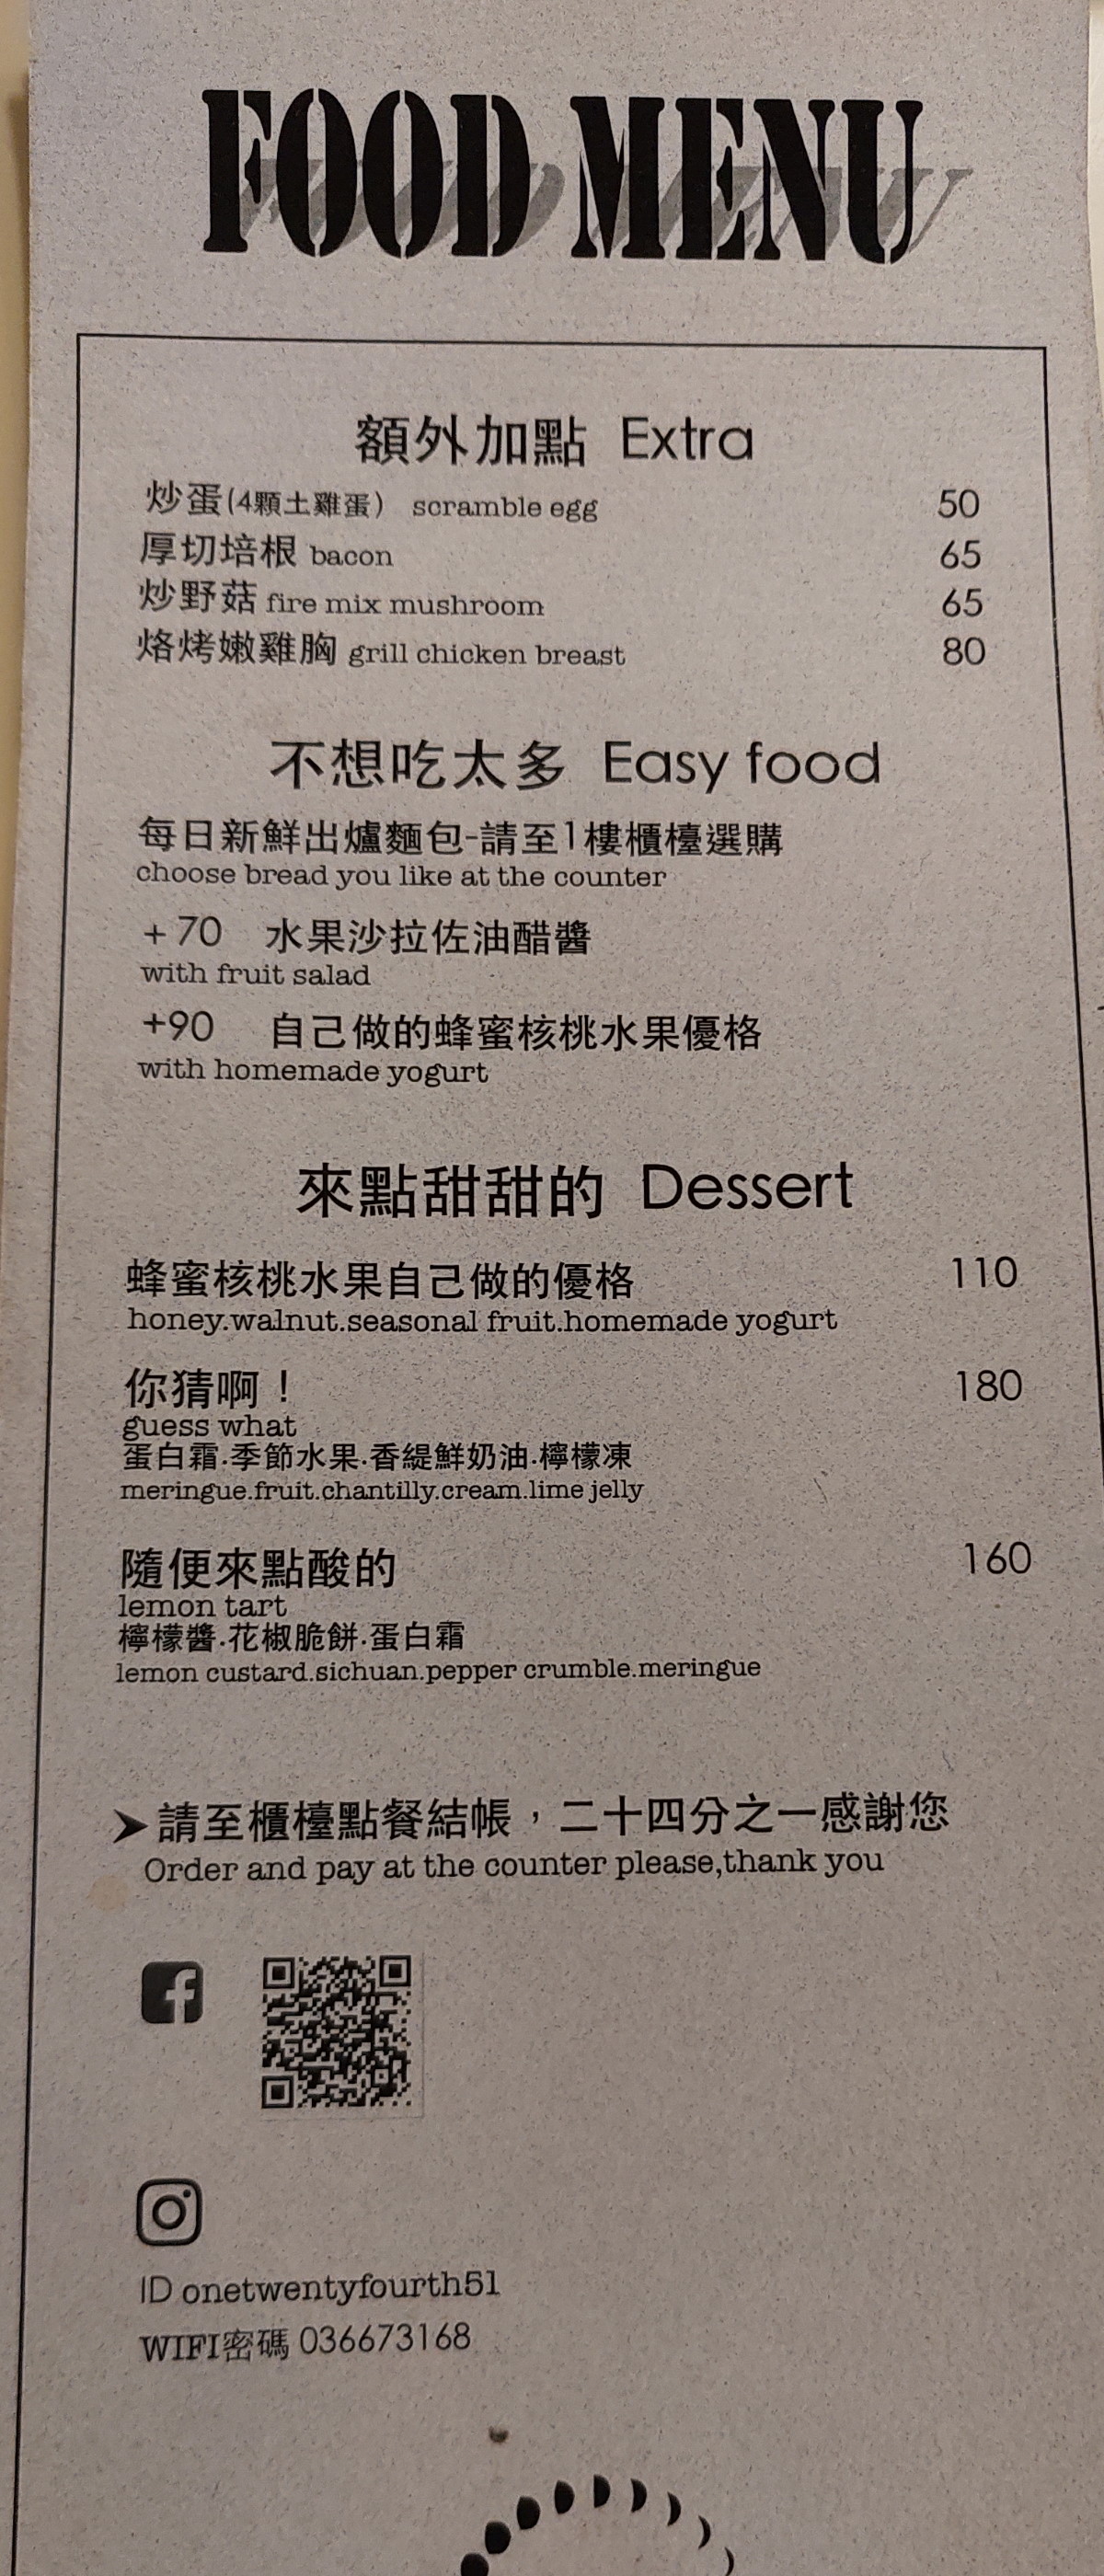 FOOD MENU
額外加點 Extra
炒蛋(4顆土雞蛋) scramble egg 50
厚切培根 bacon 65
炒野菇 fire mix mushroom 65
烙烤嫩雞胸 grill chicken breast 80
不想吃太多 Easy food
每日新鮮出爐麵包-請至1樓櫃檯選購
choose bread you like at the counter
+ 70 水果沙拉佐油醋醬
with fruit salad
+90 自己做的蜂蜜核桃水果優格
with homemade yogurt
來點甜甜的 Dessert
蜂蜜核桃水果自己做的優格 110
honey.walnut.seasonal fruit.homemade yogurt
你猜啊！ 180
guess what
蛋白霜.季節水果.香緹鮮奶油.檸檬凍
meringue.fruit.chantilly.cream.lime jelly
隨便來點酸的 160
lemon tart
檸檬醬.花椒脆餅.蛋白霜
lemon custard.sichuan.pepper crumble.meringue
➤請至櫃檯點餐結帳，二十四分之一感謝您
Order and pay at the counter please,thank you
ID onetwentyfourth51
WIFI密碼 036673168